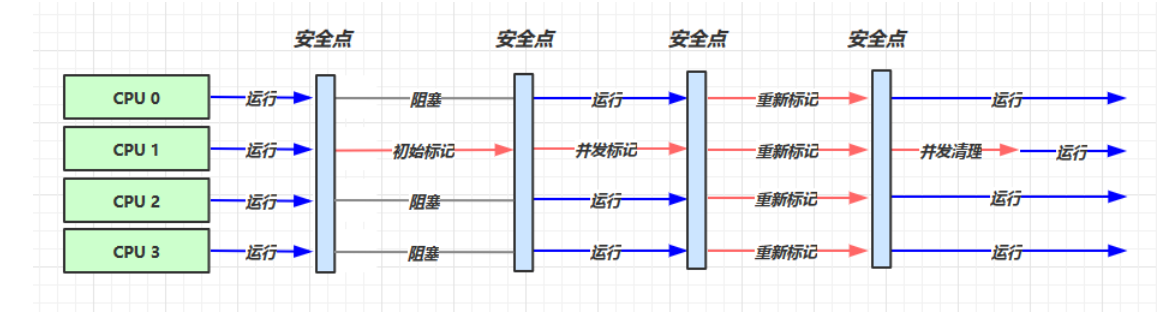 安全点 安全点 安全点 安全点
CPU 0 运行 阻塞 运行 重新标记 运行
CPU 1 运行 初始标记 并发标记 重新标记 并发清理 运行
CPU 2 运行 阻塞 运行 重新标记 运行
CPU 3 运行 阻塞 运行 重新标记 运行